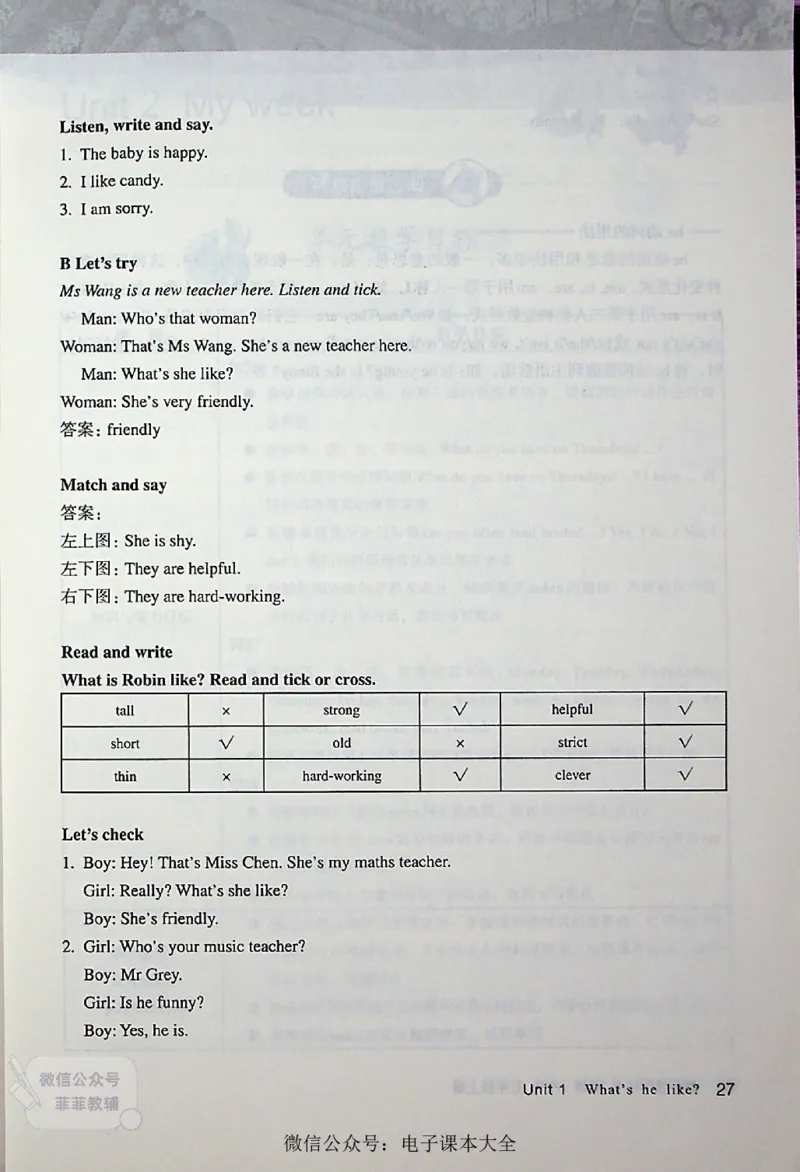 Listen, write and say.
1. The baby is happy.
2. I like candy.
3. I am sorry.
B Let's try
Ms Wang is a new teacher here. Listen and tick.
Man: Who's that woman?
Woman: That's Ms Wang. She's a new teacher here.
Man: What's she like?
Woman: She's very friendly.
答案：friendly
Match and say
答案：
左上图：She is shy.
左下图：They are helpful.
右下图：They are hard-working.
Read and write
What is Robin like? Read and tick or cross.
tall × strong √ helpful √
short √ old × strict √
thin × hard-working √ clever √
Let's check
1. Boy: Hey! That's Miss Chen. She's my maths teacher.
Girl: Really? What's she like?
Boy: She's friendly.
2. Girl: Who's your music teacher?
Boy: Mr Grey.
Girl: Is he funny?
Boy: Yes, he is.
微信公众号
菲菲教辅
Unit 1 What's he like? 27
微信公众号：电子课本大全